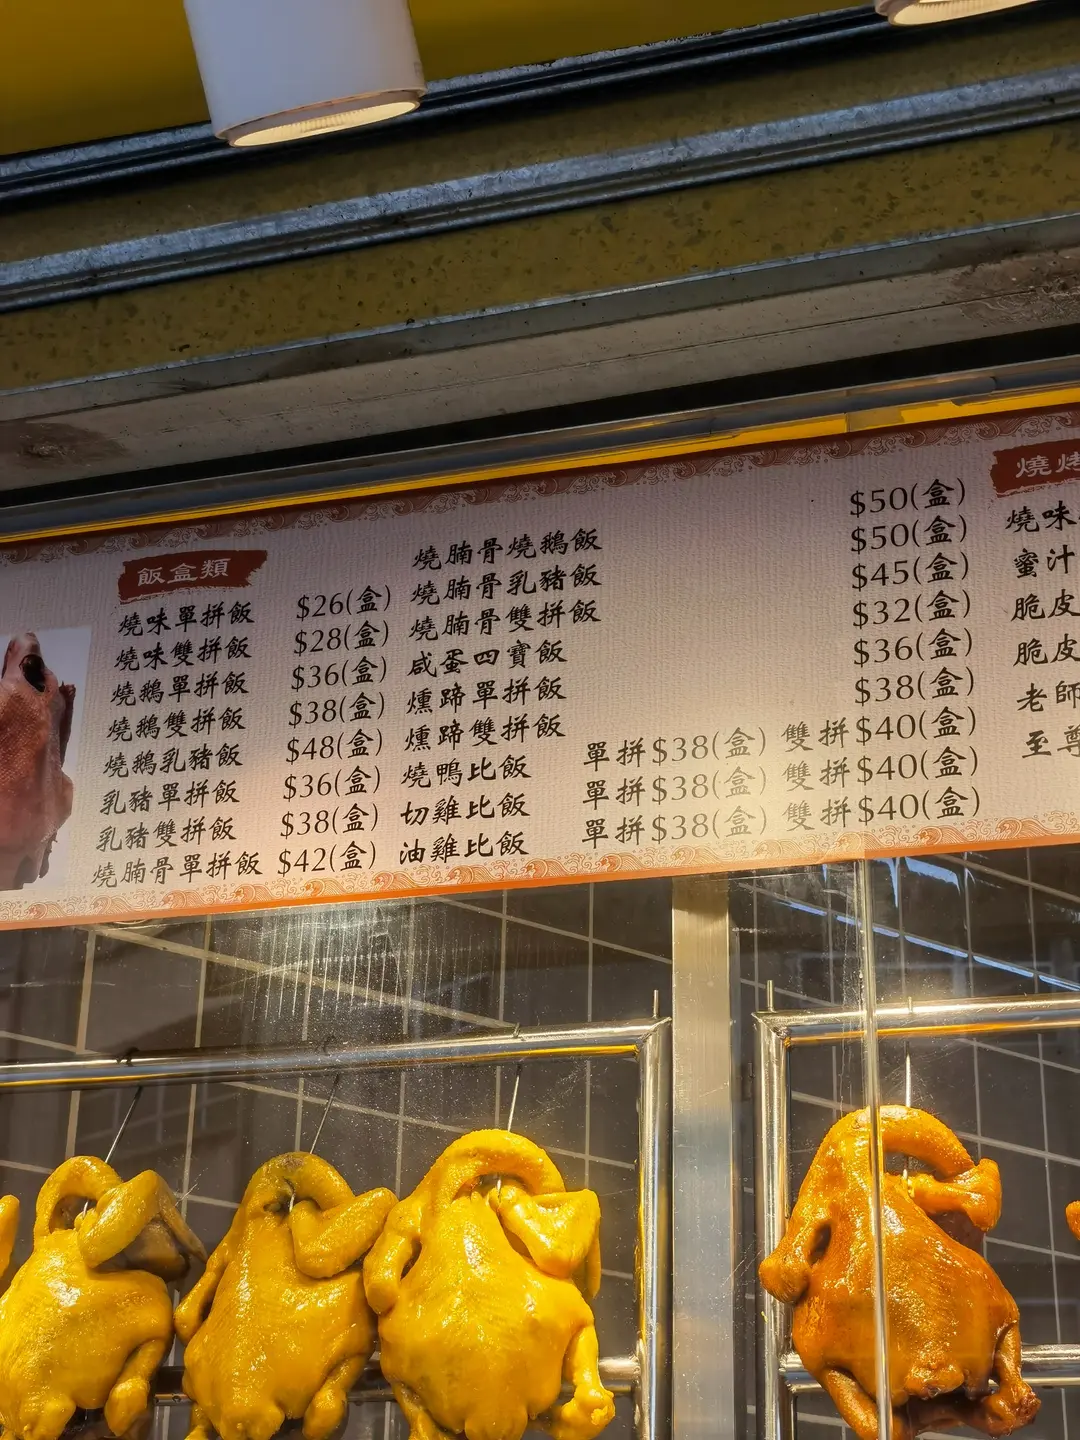 飯盒類
燒味單拼飯 $26(盒)
燒味雙拼飯 $28(盒)
燒鵝單拼飯 $36(盒)
燒鵝雙拼飯 $38(盒)
燒鵝乳豬飯 $48(盒)
乳豬單拼飯 $36(盒)
乳豬雙拼飯 $38(盒)
燒腩骨單拼飯 $42(盒)
燒腩骨燒鵝飯 $50(盒)
燒腩骨乳豬飯 $50(盒)
燒腩骨雙拼飯 $45(盒)
咸蛋四寶飯 $32(盒)
燻蹄單拼飯 $36(盒)
燻蹄雙拼飯 $38(盒)
燒鴨比飯 單拼$38(盒) 雙拼$40(盒)
切雞比飯 單拼$38(盒) 雙拼$40(盒)
油雞比飯 單拼$38(盒) 雙拼$40(盒)
燒烤
燒味
蜜汁
脆皮
脆皮
老師
至尊